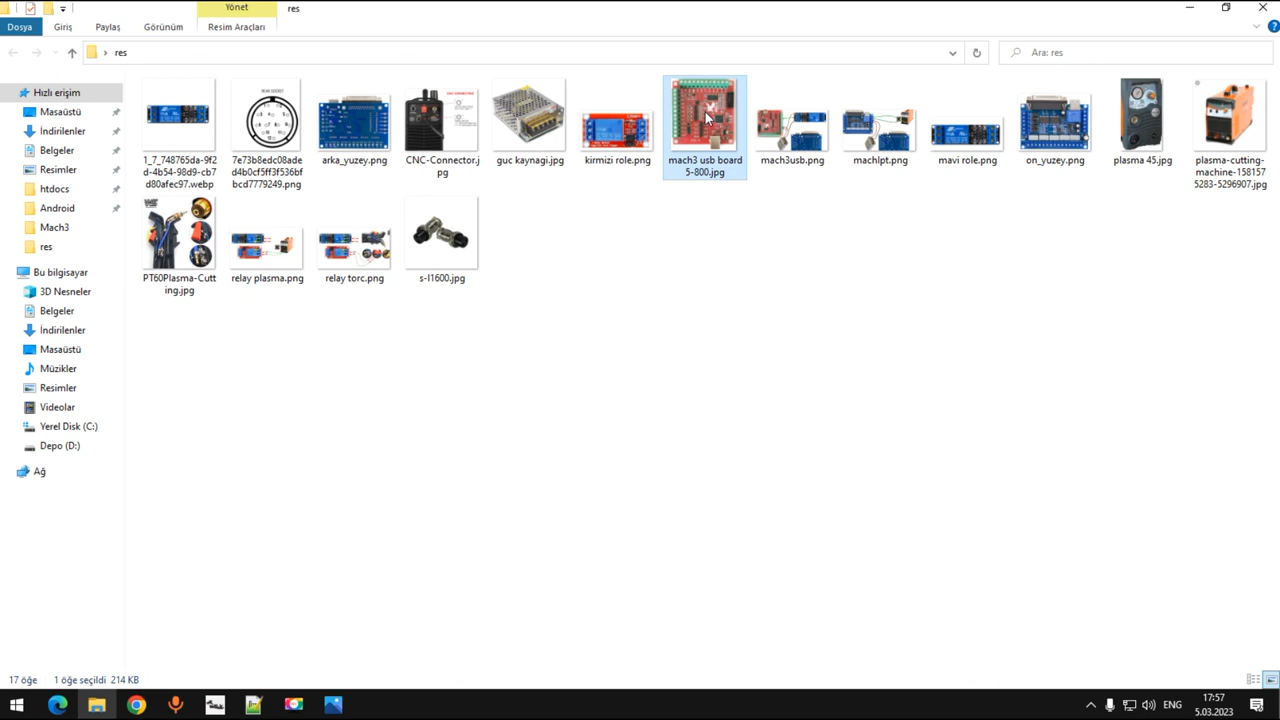 Yönet
res
Dosya
Giriş
Paylaş
Görünüm
Resim Araçları
res
Ara: res
Hızlı erişim
Masaüstü
İndirilenler
Belgeler
Resimler
htdocs
Android
Mach3
res
Bu bilgisayar
3D Nesneler
Belgeler
İndirilenler
Masaüstü
Müzikler
Resimler
Videolar
Yerel Disk (C:)
Depo (D:)
Ağ
1_7_748765da-9f2
d-4b54-98d9-cb7
d80afec97.webp
7e73b8edc08ade
d4b0cf5ff3f536bf
bcd7779249.png
arka_yuzey.png
CNC-Connector.j
pg
guc kaynagi.jpg
kirmizi role.png
mach3 usb board
5-800.jpg
mach3usb.png
machlpt.png
mavi role.png
on_yuzey.png
plasma 45.jpg
plasma-cutting-
machine-158157
5283-5296907.jpg
PT60Plasma-Cutt
ing.jpg
relay plasma.png
relay torc.png
s-l1600.jpg
17 öğe
1 öğe seçildi
214 KB
ENG
17:57
5.03.2023